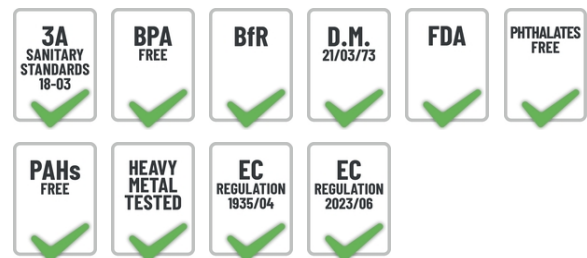 3A
SANITARY
STANDARDS
18-03
BPA
FREE
BfR
D.M.
21/03/73
FDA
PHTHALATES
FREE
PAHs
FREE
HEAVY
METAL
TESTED
EC
REGULATION
1935/04
EC
REGULATION
2023/06